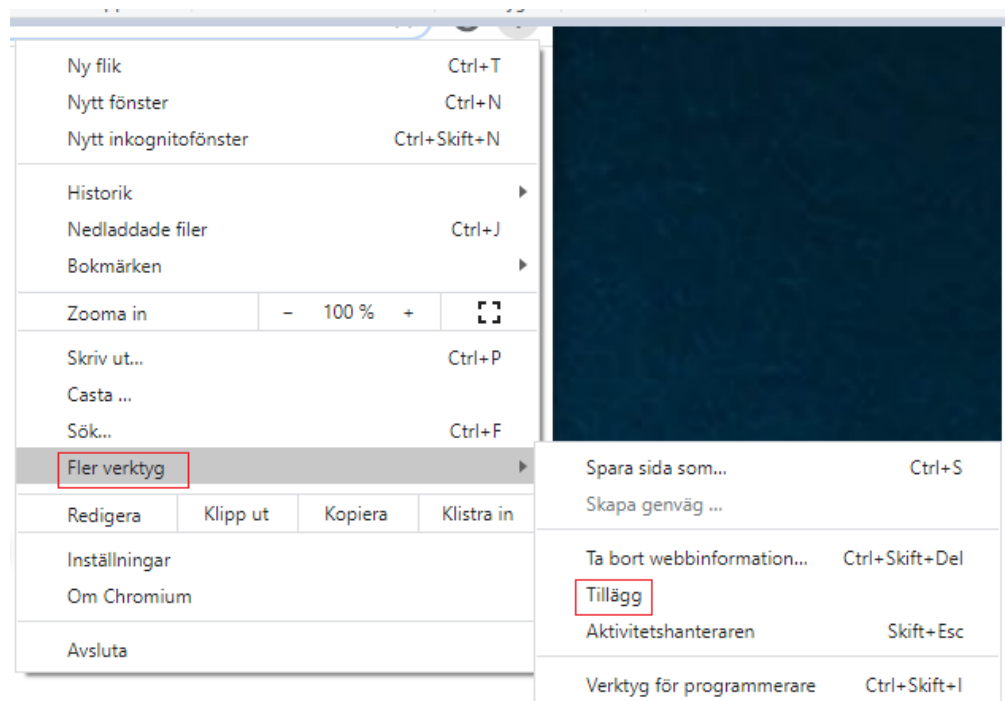 Ny flik Ctrl+T
Nytt fönster Ctrl+N
Nytt inkognitofönster Ctrl+Skift+N
Historik
Nedladdade filer Ctrl+J
Bokmärken
Zooma in - 100 % +
Skriv ut... Ctrl+P
Casta ...
Sök... Ctrl+F
Fler verktyg
Redigera Klipp ut Kopiera Klistra in
Inställningar
Om Chromium
Avsluta
Spara sida som... Ctrl+S
Skapa genväg ...
Ta bort webbinformation... Ctrl+Skift+Del
Tillägg
Aktivitetshanteraren Skift+Esc
Verktyg för programmerare Ctrl+Skift+I